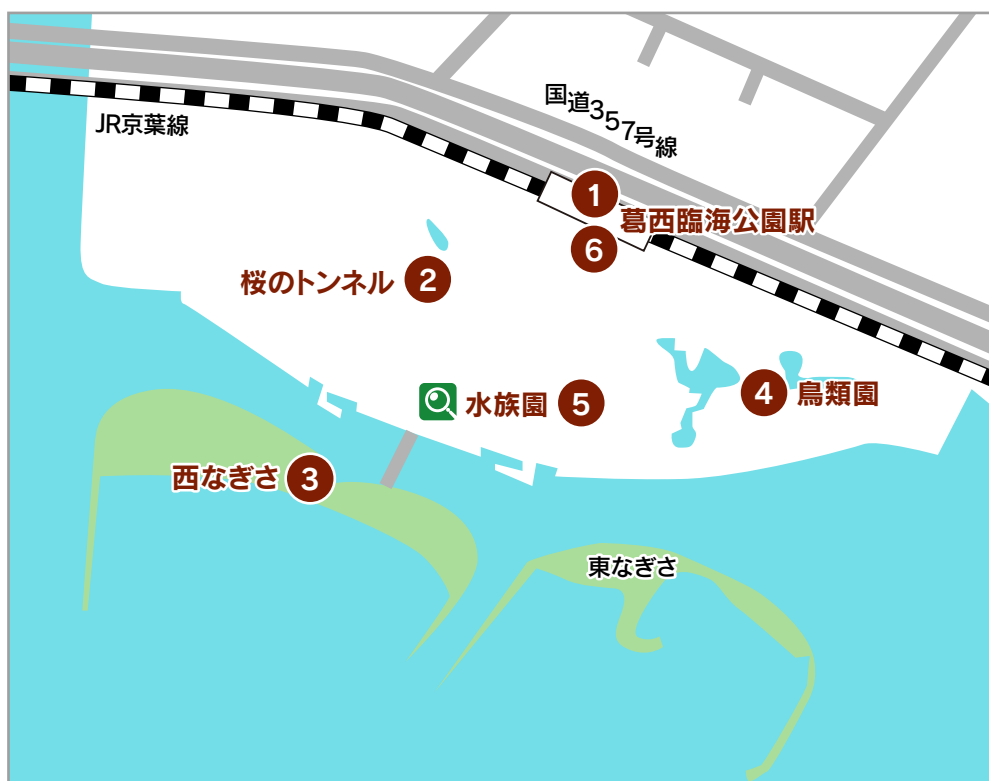 国道357号線
JR京葉線
1
葛西臨海公園駅
6
桜のトンネル 2
4 鳥類園
水族園 5
西なぎさ 3
東なぎさ